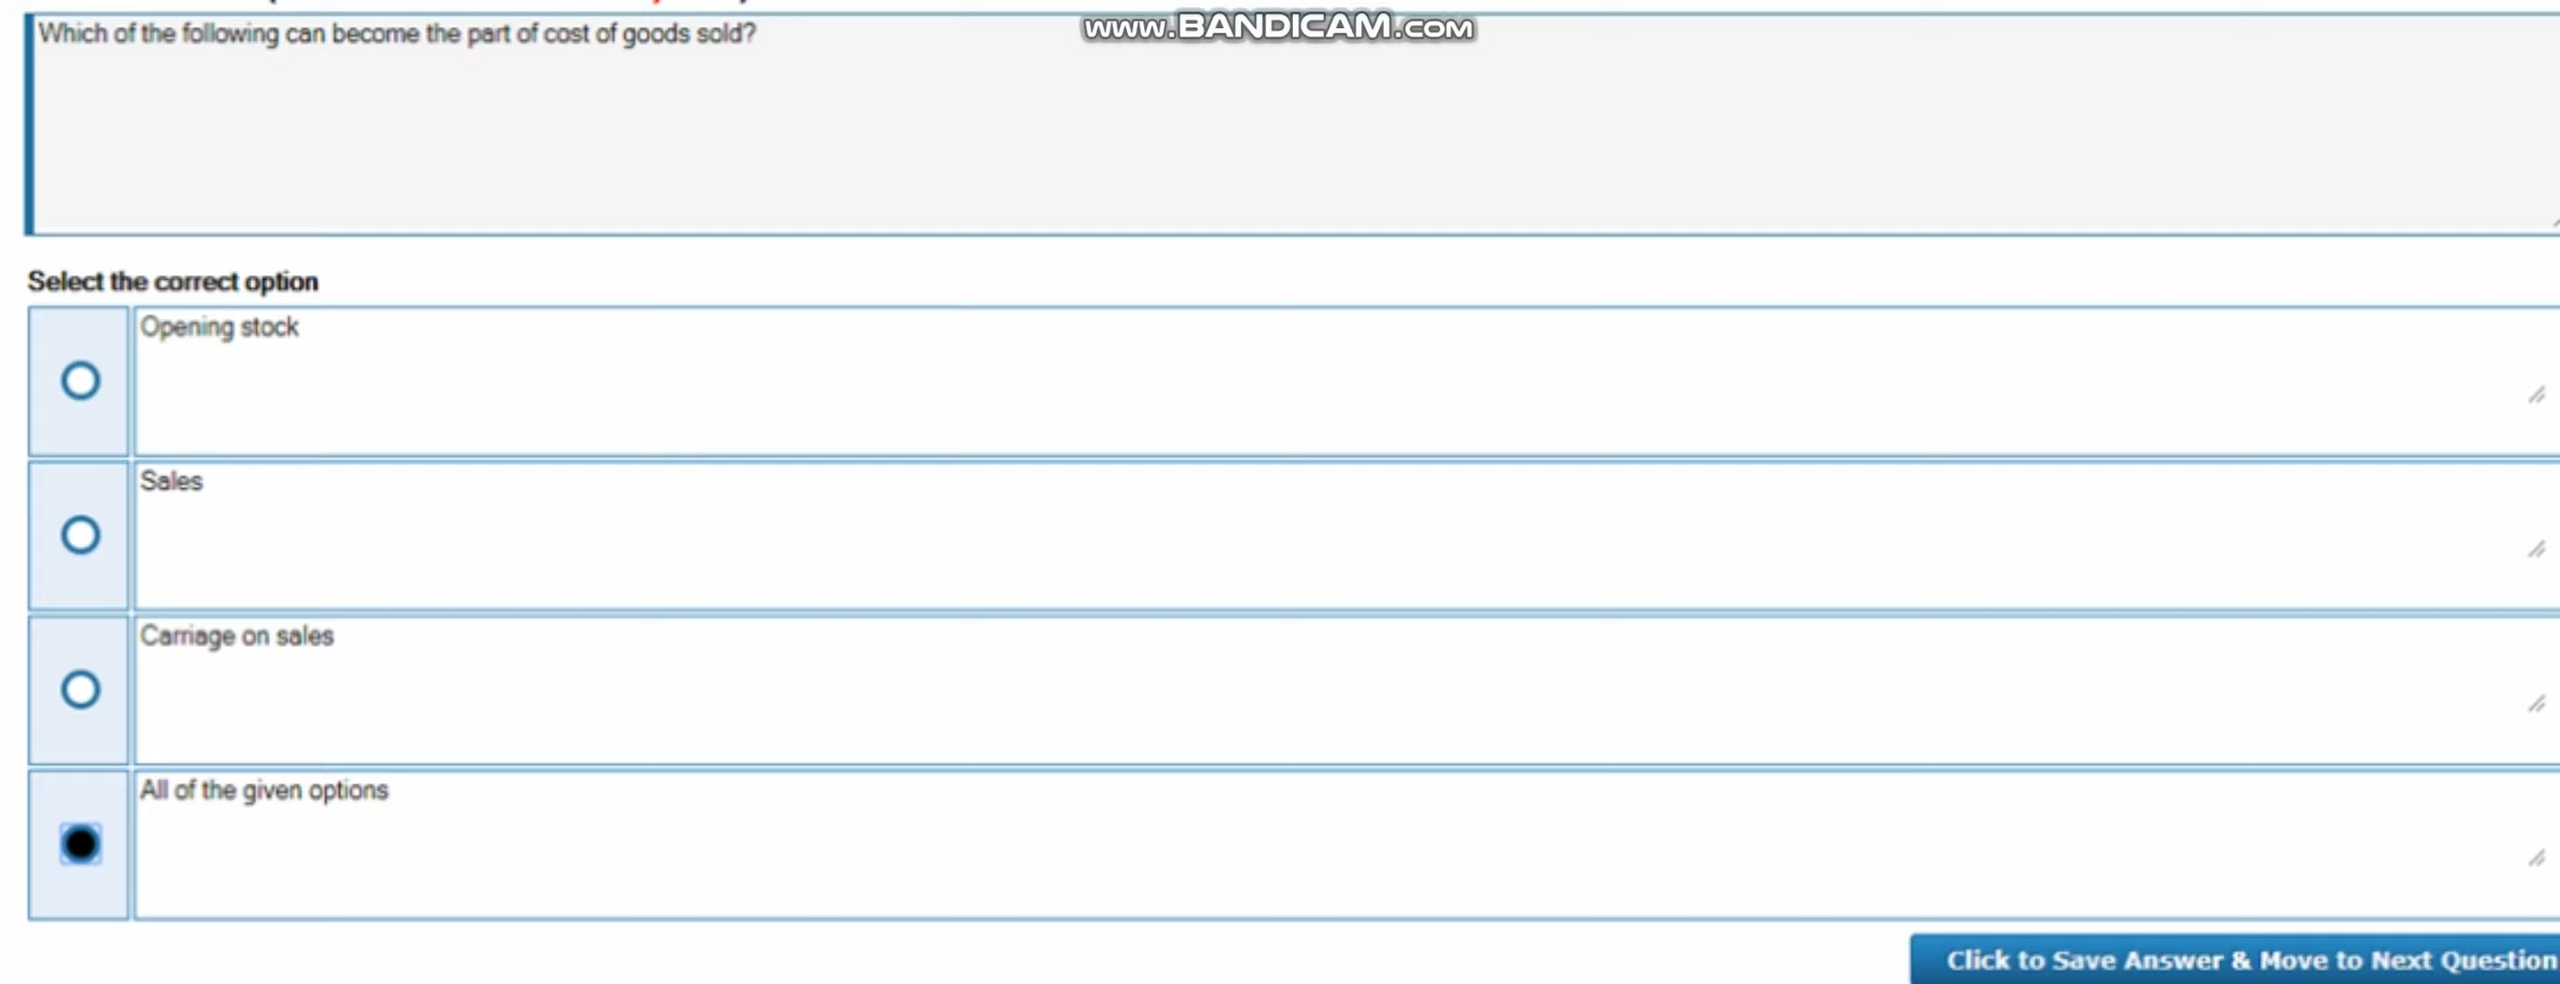 www.BANDICAM.com
Which of the following can become the part of cost of goods sold?
Select the correct option
Opening stock
Sales
Carriage on sales
All of the given options
Click to Save Answer & Move to Next Question